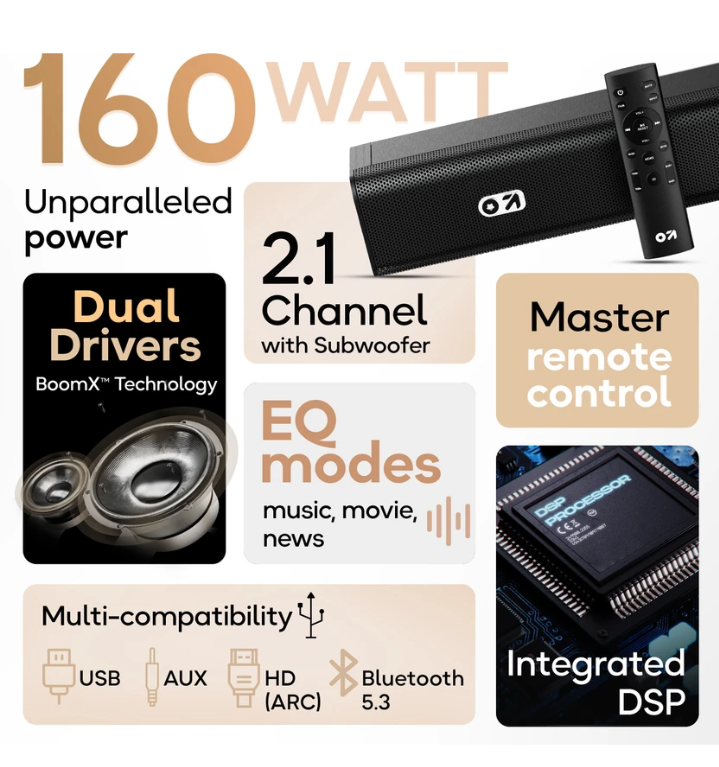 160 WATT
Unparalleled
power
2.1
Channel
with Subwoofer
Dual
Drivers
BoomX™ Technology
Master
remote
control
EQ
modes
music, movie,
news
DSP
PROCESSOR
Integrated
DSP
Multi-compatibility
USB
AUX
HD
(ARC)
Bluetooth
5.3